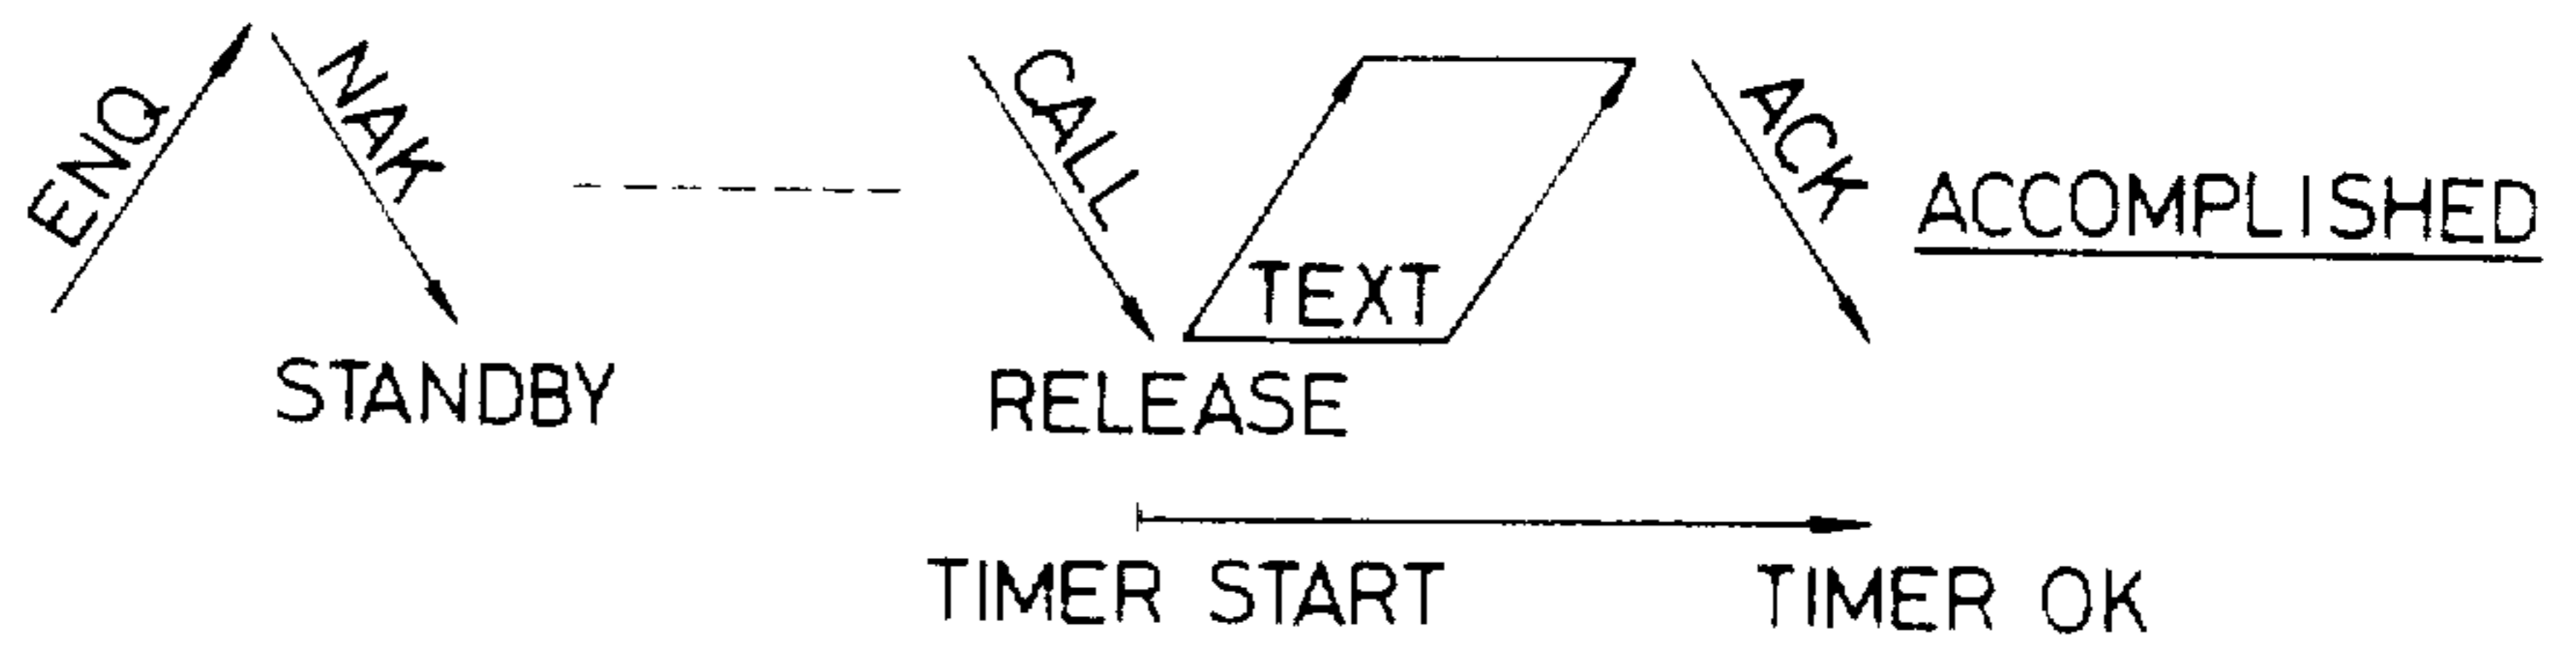 ENQ
NAK
STANDBY
CALL
RELEASE
TEXT
ACK
ACCOMPLISHED
TIMER START
TIMER OK